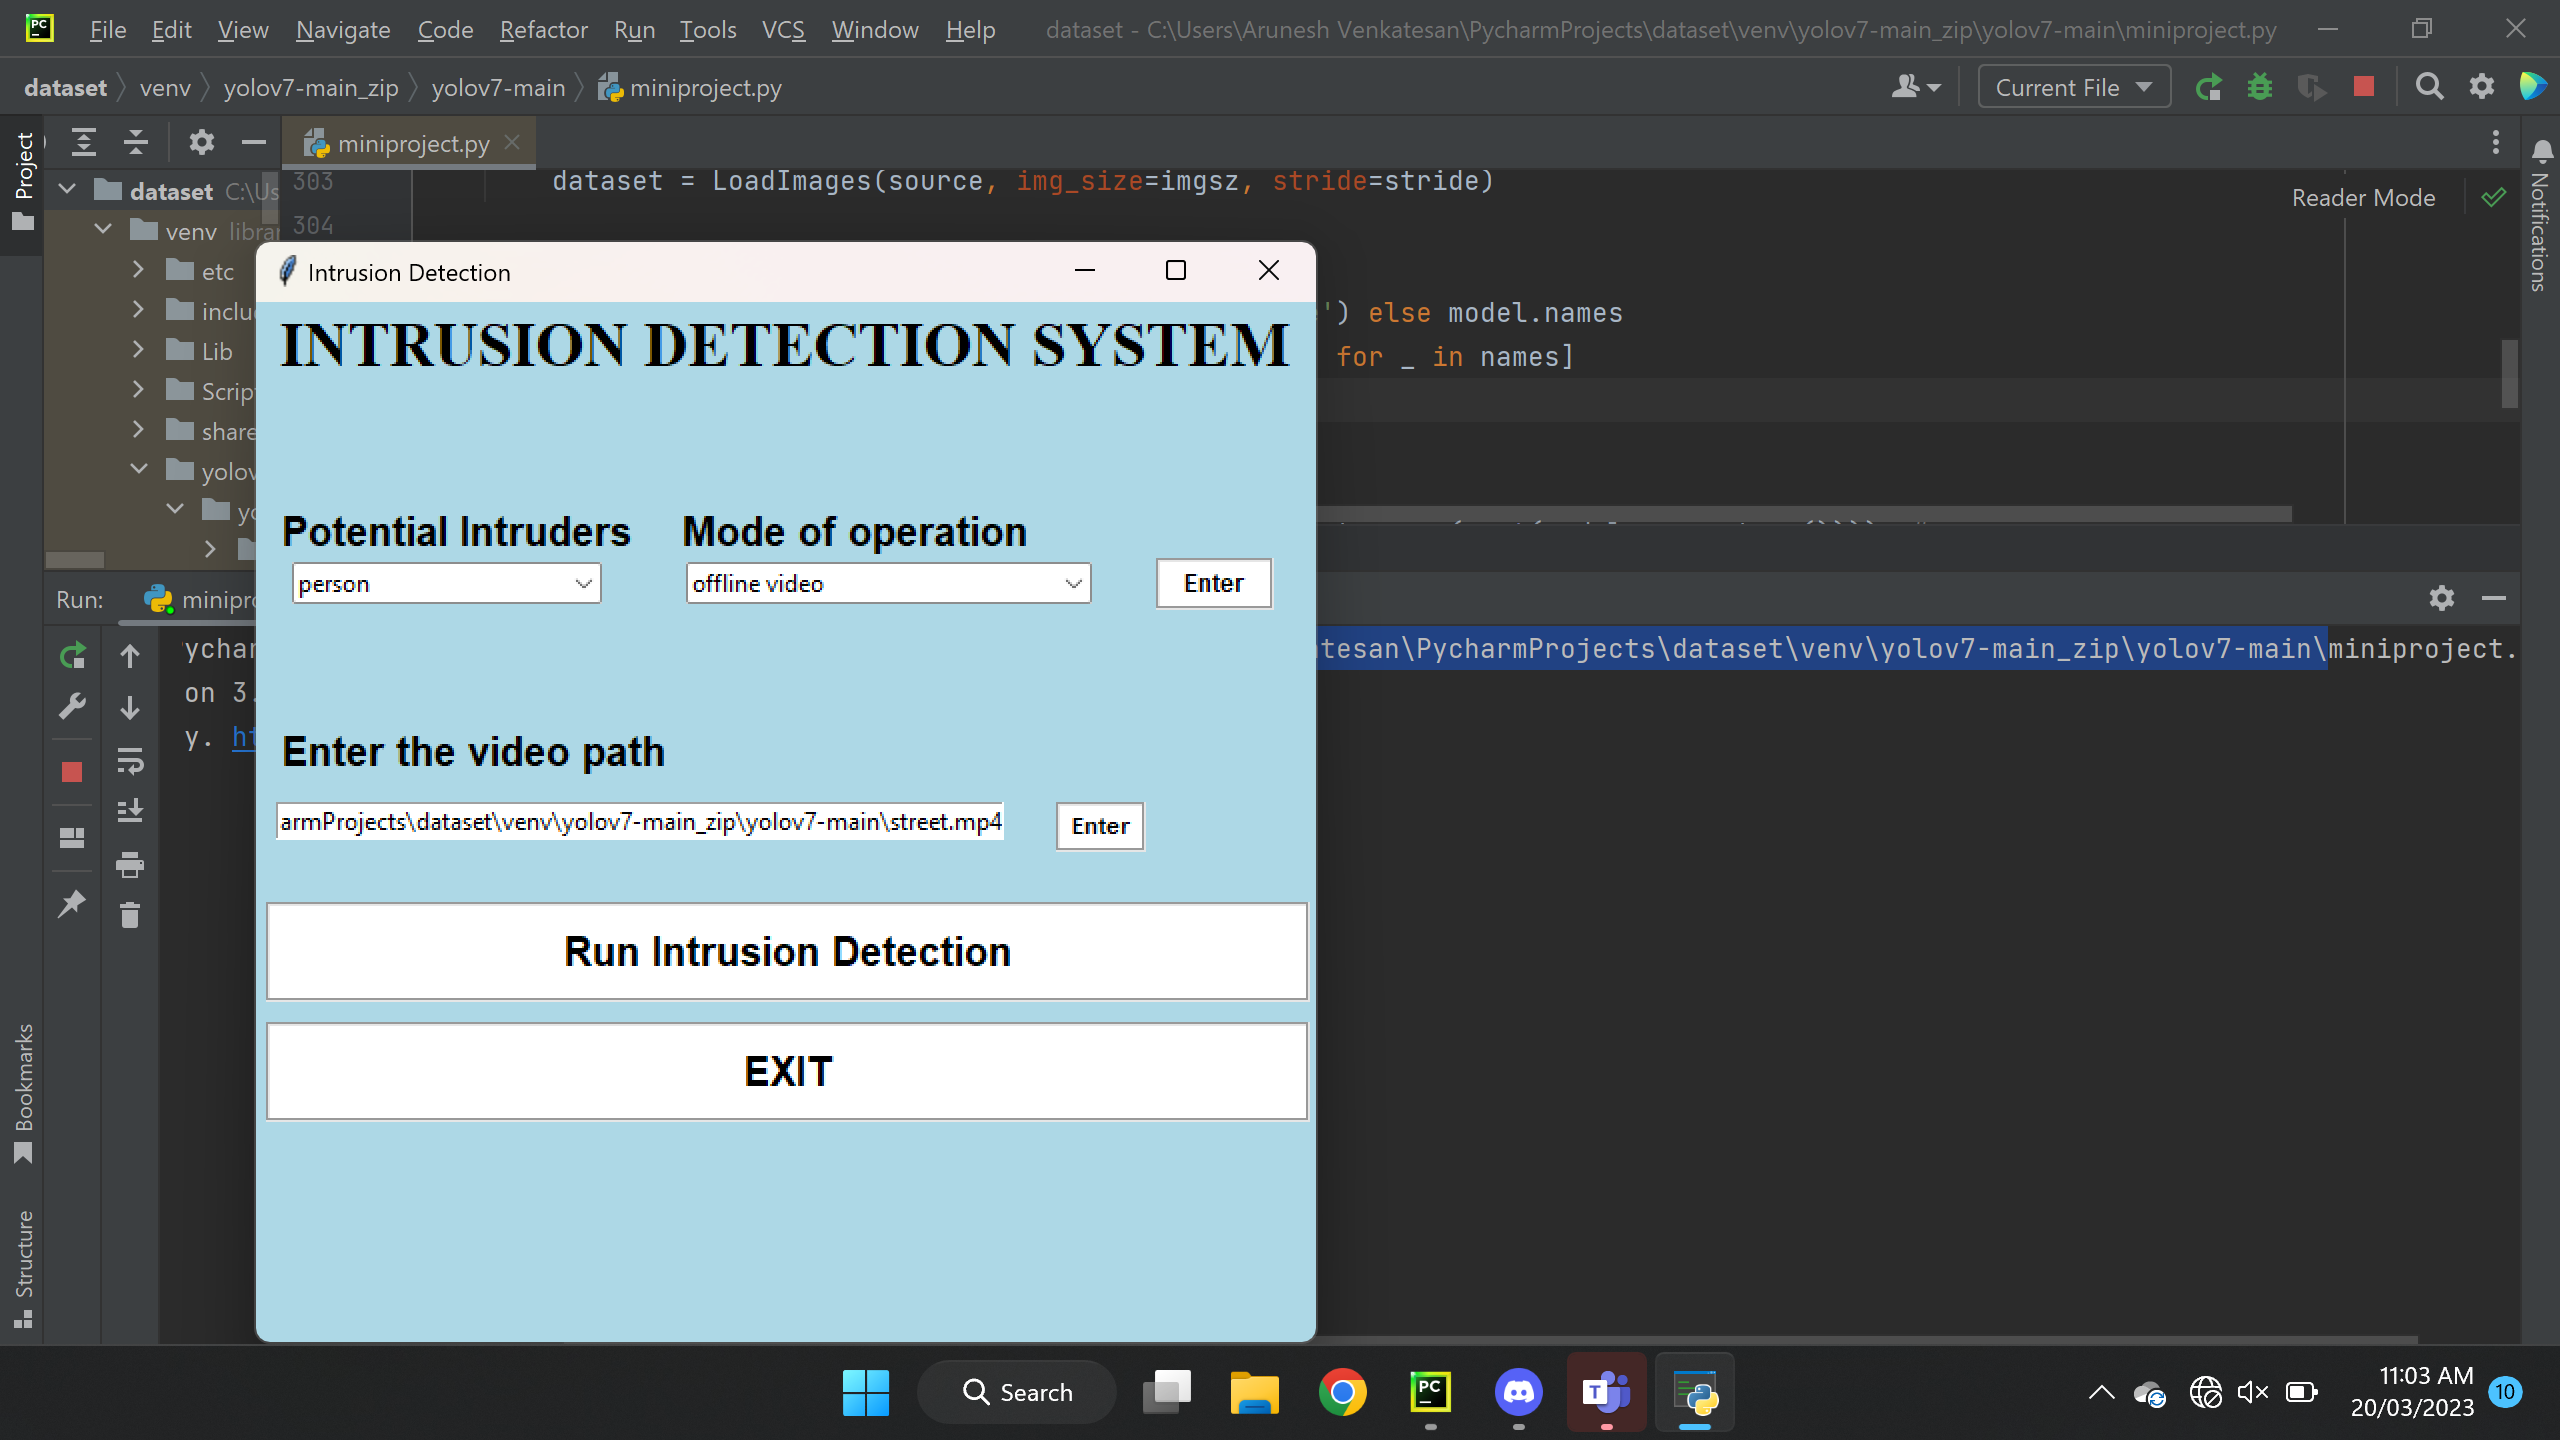 PC File Edit View Navigate Code Refactor Run Tools VCS Window Help dataset - C:\Users\Arunesh Venkatesan\PycharmProjects\dataset\venv\yolov7-main_zip\yolov7-main\miniproject.py
dataset venv yolov7-main_zip yolov7-main miniproject.py Current File
Project
miniproject.py
dataset C:\Us
303 dataset = LoadImages(source, img_size=imgsz, stride=stride)
Reader Mode
Notifications
venv librar
304
etc
inclu
Lib
Scrip
share
yolov
yo
') else model.names
for _ in names]
Intrusion Detection
INTRUSION DETECTION SYSTEM
Potential Intruders Mode of operation
person offline video Enter
Enter the video path
armProjects\dataset\venv\yolov7-main_zip\yolov7-main\street.mp4 Enter
Run Intrusion Detection
EXIT
Run: minipro
ychar
tesan\PycharmProjects\dataset\venv\yolov7-main_zip\yolov7-main\miniproject.
on 3.
y. ht
Bookmarks
Structure
Search
PC
T
11:03 AM
20/03/2023
10